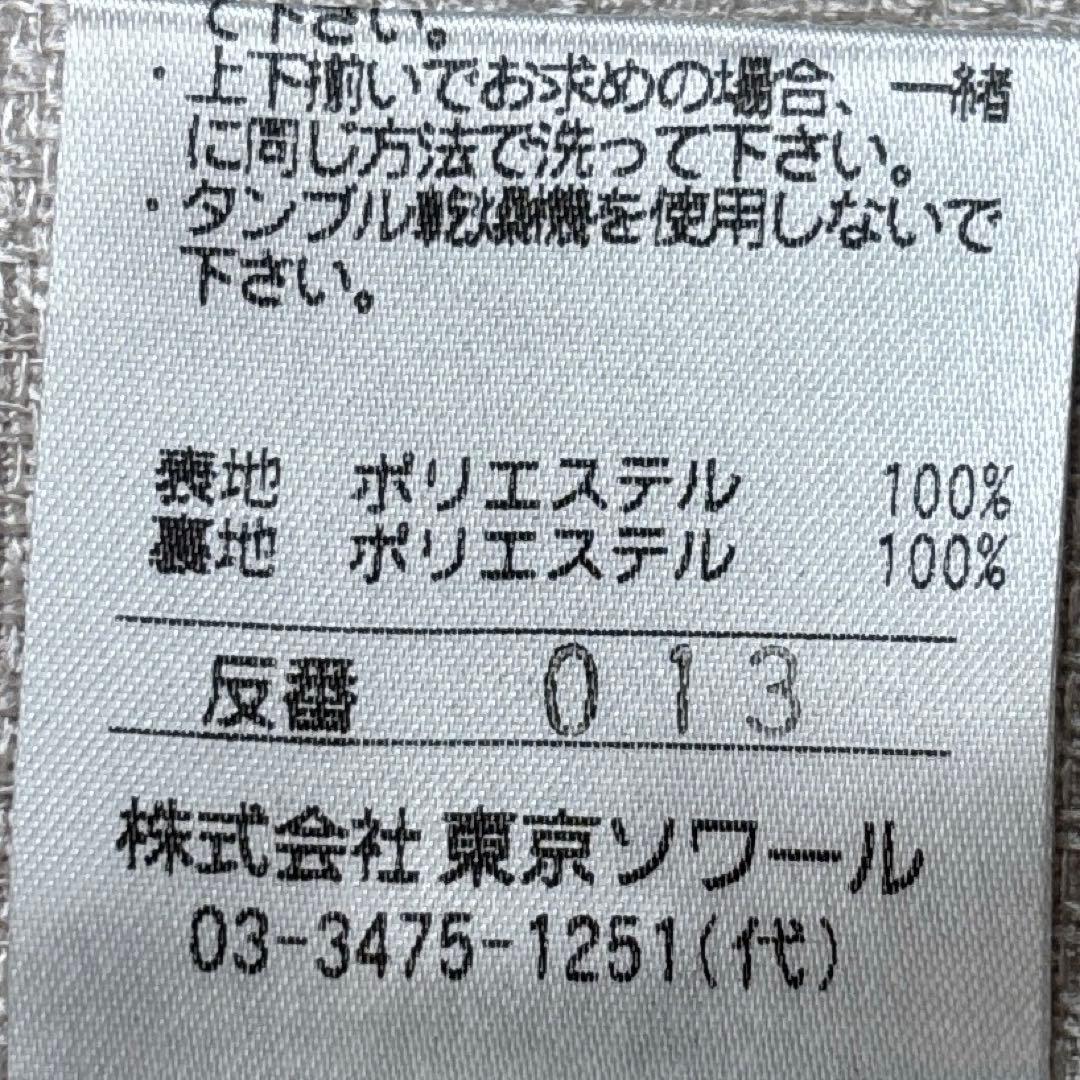 て下さい。
・上下揃いでお求めの場合、一緒
に同じ方法で洗って下さい。
・タンブル乾燥機を使用しないで
下さい。
表地 ポリエステル 100%
裏地 ポリエステル 100%
反番 013
株式会社 東京ソワール
03-3475-1251(代)